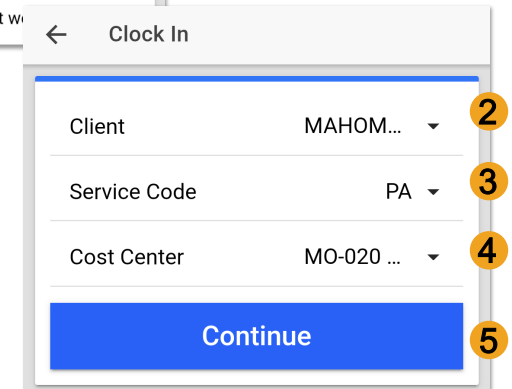 t w
Clock In
Client MAHOM... 2
Service Code PA 3
Cost Center MO-020 ... 4
Continue 5